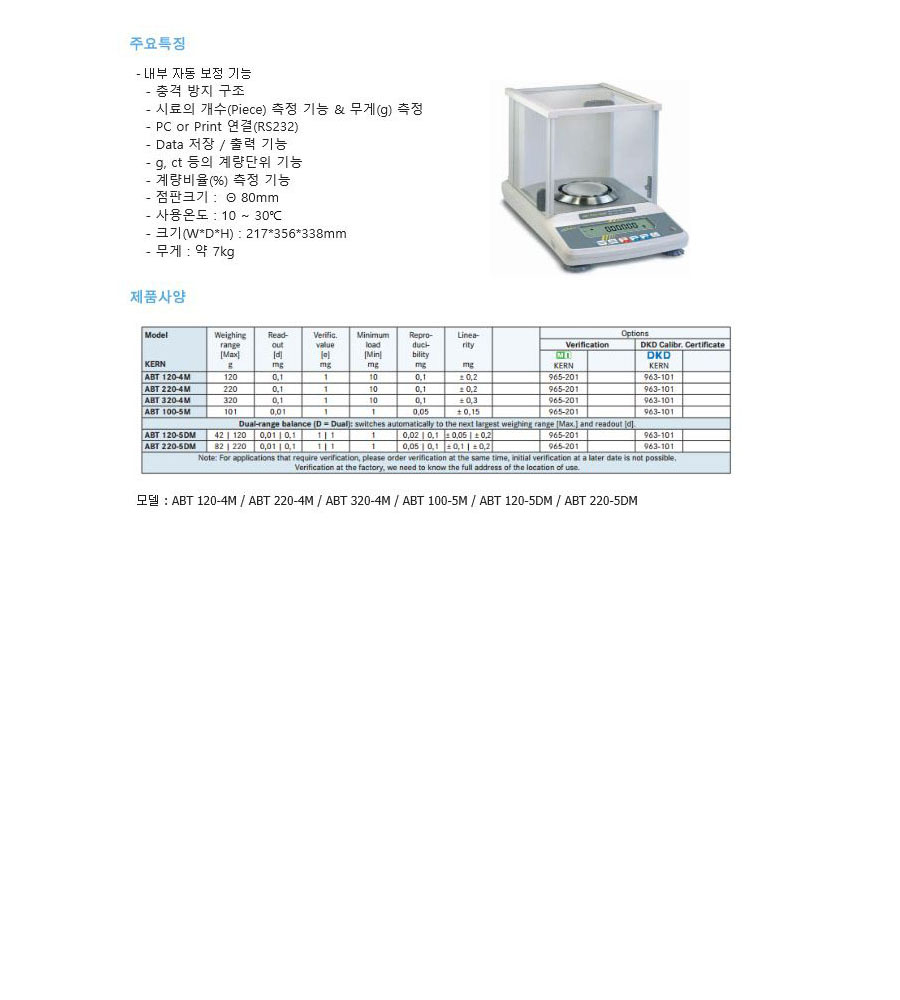 주요특징
- 내부 자동 보정 기능
- 충격 방지 구조
- 시료의 개수(Piece) 측정 기능 & 무게(g) 측정
- PC or Print 연결(RS232)
- Data 저장 / 출력 기능
- g, ct 등의 계량단위 기능
- 계량비율(%) 측정 기능
- 접판크기 : Θ 80mm
- 사용온도 : 10 ~ 30℃
- 크기(W*D*H) : 217*356*338mm
- 무게 : 약 7kg
제품사양
Model Weighing Read- Verific. Minimum Repro- Linea- Options
range out value load duci- rity Verification DKD Calibr. Certificate
[Max] [d] [e] [Min] bility DKD
KERN g mg mg mg mg mg KERN KERN
ABT 120-4M 120 0,1 1 10 0,1 ± 0,2 965-201 963-101
ABT 220-4M 220 0,1 1 10 0,1 ± 0,2 965-201 963-101
ABT 320-4M 320 0,1 1 10 0,1 ± 0,3 965-201 963-101
ABT 100-5M 101 0,01 1 1 0,05 ± 0,15 965-201 963-101
Dual-range balance (D = Dual): switches automatically to the next largest weighing range [Max.] and readout [d].
ABT 120-5DM 42 | 120 0,01 | 0,1 1 | 1 1 0,02 | 0,1 ± 0,05 | ± 0,2 965-201 963-101
ABT 220-5DM 82 | 220 0,01 | 0,1 1 | 1 1 0,05 | 0,1 ± 0,1 | ± 0,2 965-201 963-101
Note: For applications that require verification, please order verification at the same time, initial verification at a later date is not possible.
Verification at the factory, we need to know the full address of the location of use.
모델 : ABT 120-4M / ABT 220-4M / ABT 320-4M / ABT 100-5M / ABT 120-5DM / ABT 220-5DM